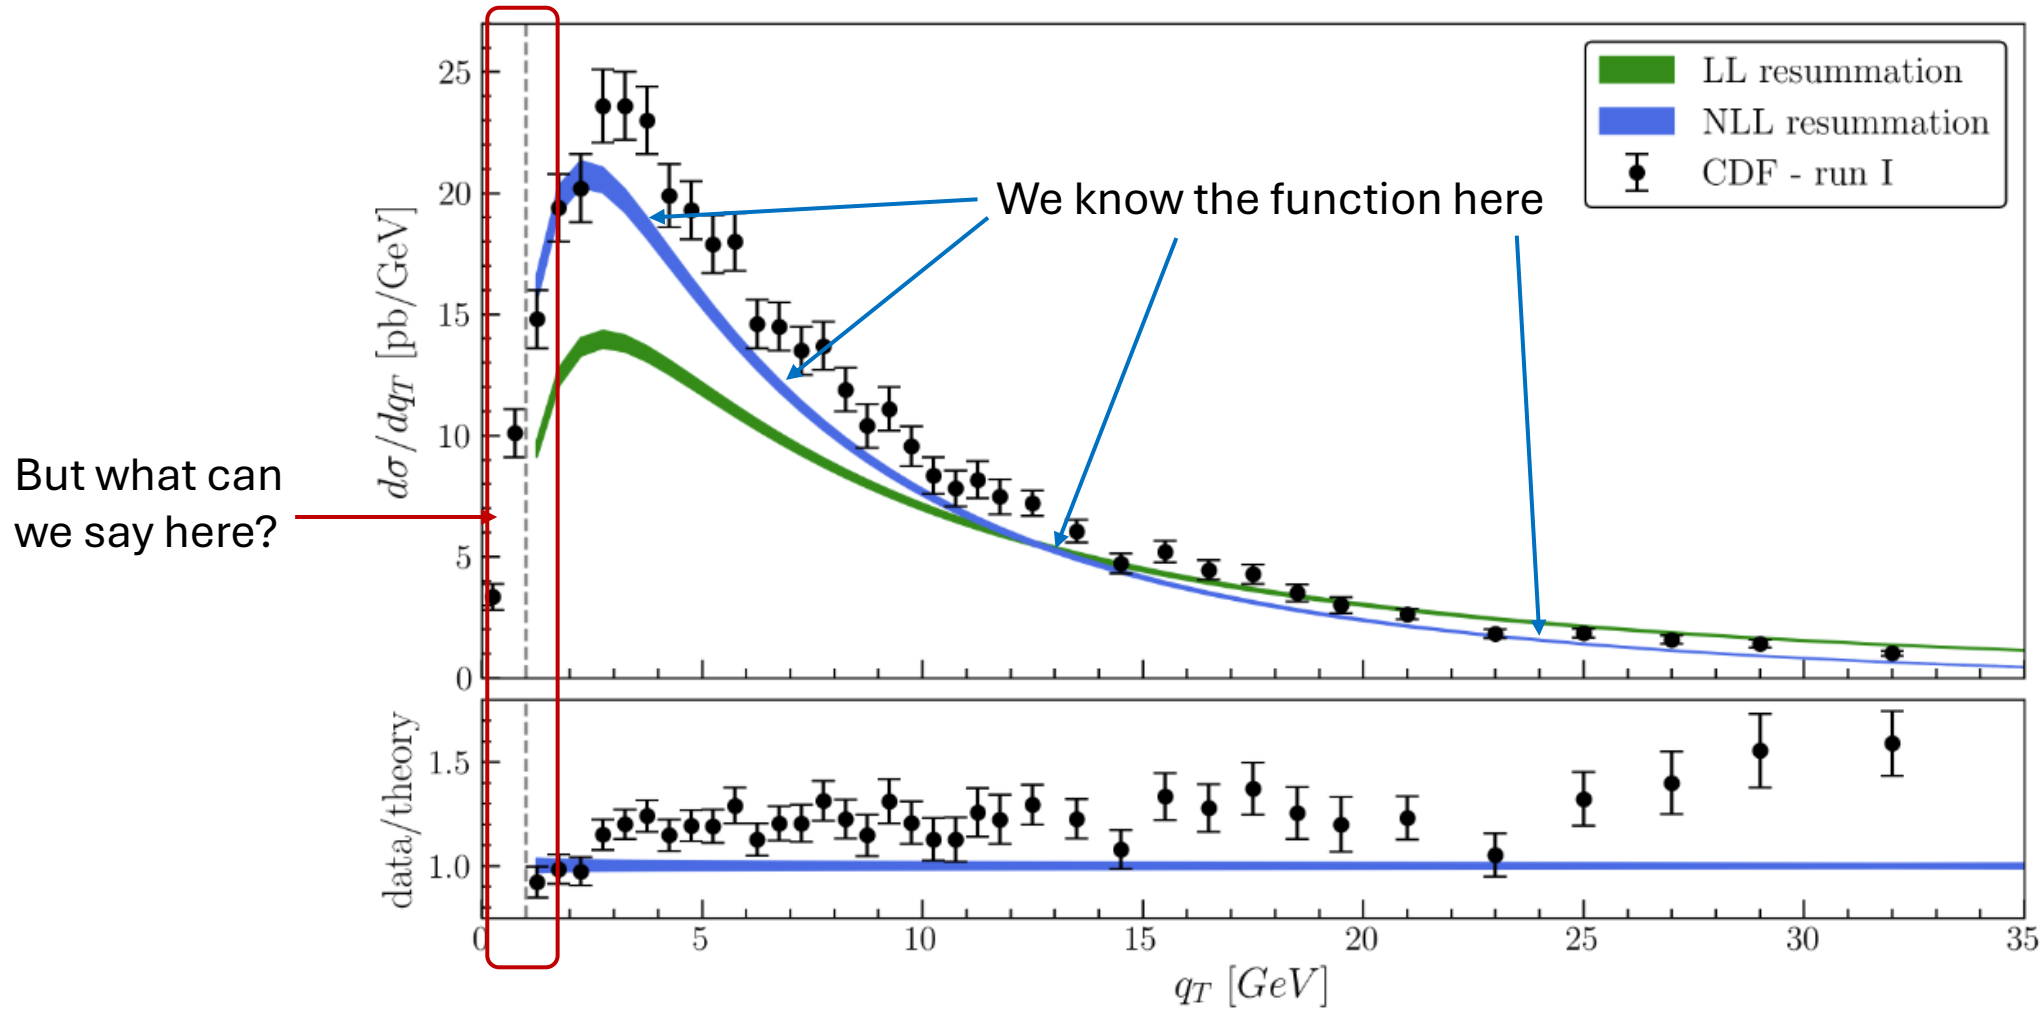 25
20
15
10
5
0
dσ/dq_T [pb/GeV]
LL resummation
NLL resummation
CDF - run I
We know the function here
But what can
we say here?
1.5
1.0
data/theory
0
5
10
15
20
25
30
35
q_T [GeV]